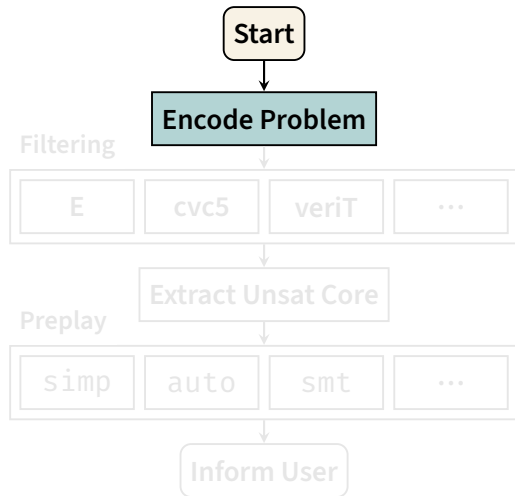 Start
Encode Problem
Filtering
E cvc5 veriT ...
Extract Unsat Core
Preplay
simp auto smt ...
Inform User